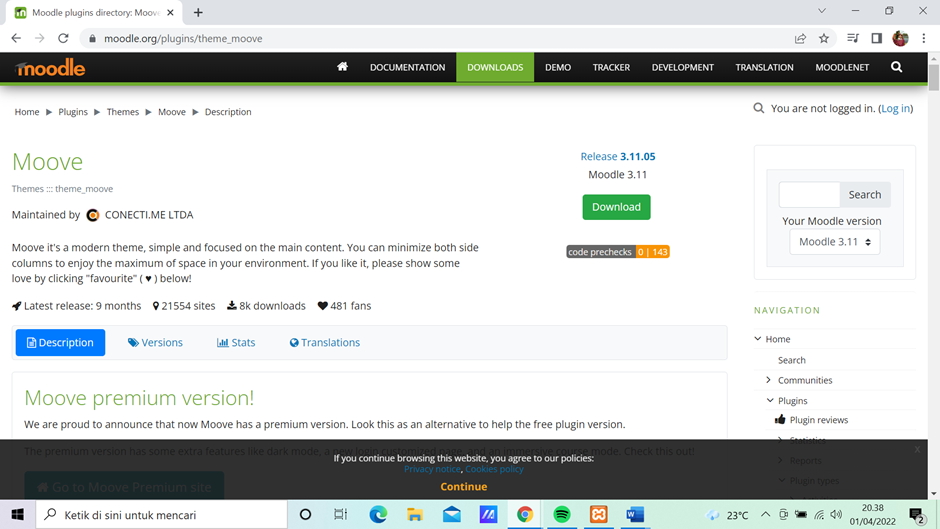 Moodle plugins directory: Moove
moodle.org/plugins/theme_moove
moodle
DOCUMENTATION DOWNLOADS DEMO TRACKER DEVELOPMENT TRANSLATION MOODLENET
Home ► Plugins ► Themes ► Moove ► Description
You are not logged in. (Log in)
Moove
Themes ::: theme_moove
Maintained by CONECTI.ME LTDA
Moove it's a modern theme, simple and focused on the main content. You can minimize both side
columns to enjoy the maximum of space in your environment. If you like it, please show some
love by clicking "favourite" ( ♥ ) below!
Latest release: 9 months 21554 sites 8k downloads 481 fans
Release 3.11.05
Moodle 3.11
Download
code prechecks 0 | 143
Search
Your Moodle version
Moodle 3.11
Description Versions Stats Translations
Moove premium version!
We are proud to announce that now Moove has a premium version. Look this as an alternative to help the free plugin version.
The premium version has some extra features like dark mode, a new login customized page, and an immersive course mode. Check this out!
Go to Moove Premium site
NAVIGATION
Home
Search
Communities
Plugins
Plugin reviews
Statistics
Reports
Plugin types
If you continue browsing this website, you agree to our policies:
Privacy notice, Cookies policy
Continue
x
Ketik di sini untuk mencari
23°C
20.38
01/04/2022
2